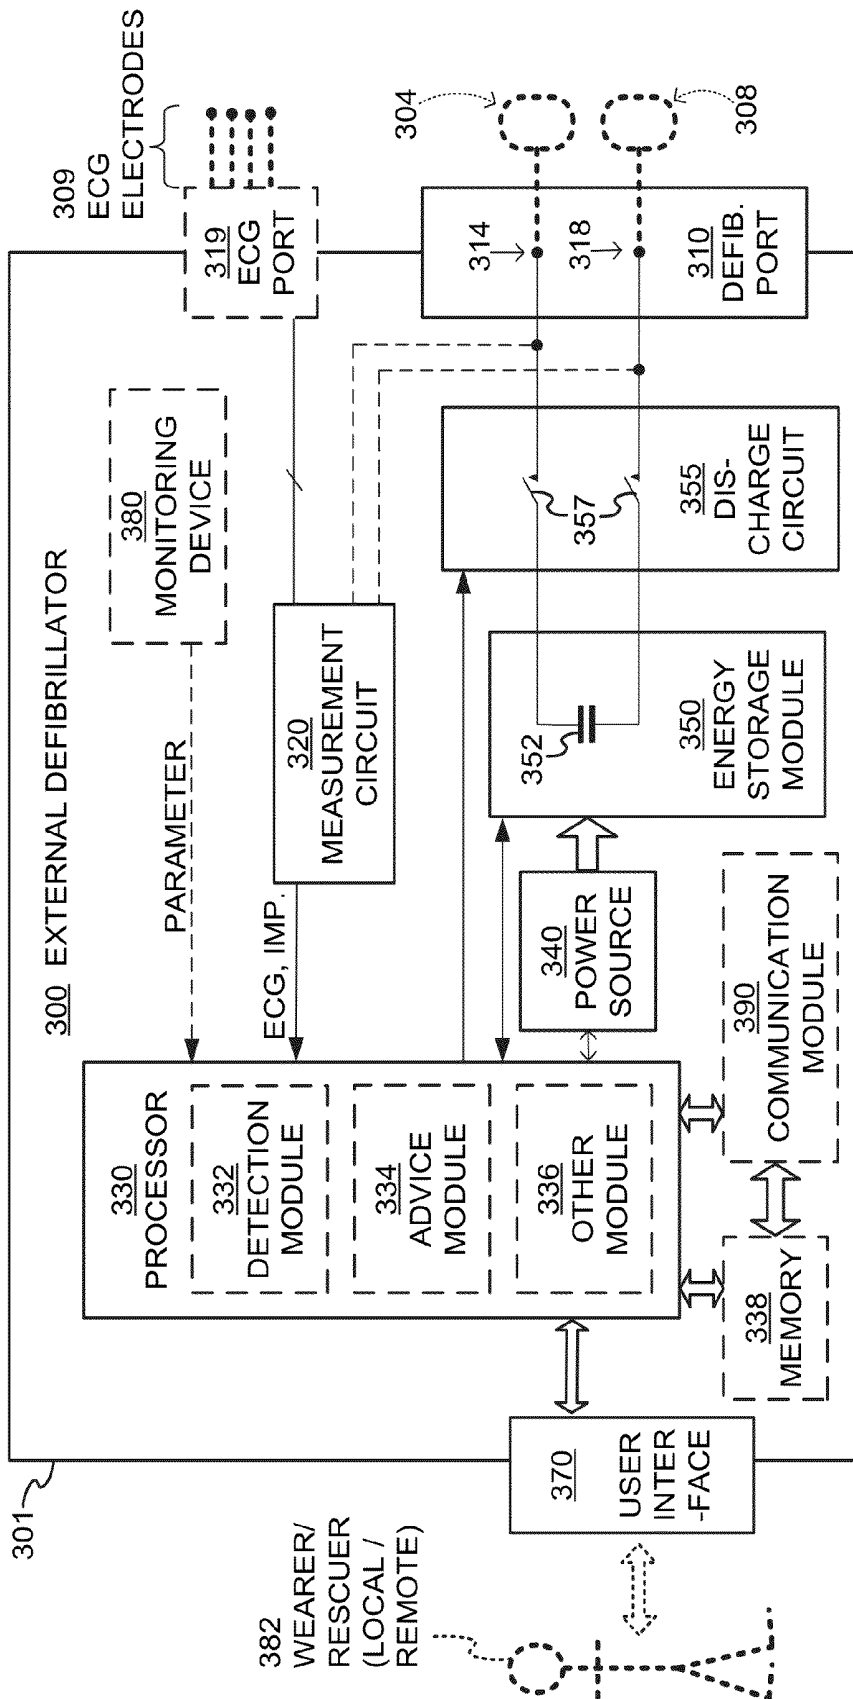 300 EXTERNAL DEFIBRILLATOR
301
309
ECG
ELECTRODES
319
ECG
PORT
380
MONITORING
DEVICE
PARAMETER
320
MEASUREMENT
CIRCUIT
ECG, IMP.
330
PROCESSOR
332
DETECTION
MODULE
334
ADVICE
MODULE
336
OTHER
MODULE
304
308
314
318
310
DEFIB.
PORT
357
355
DIS-
CHARGE
CIRCUIT
352
350
ENERGY
STORAGE
MODULE
340
POWER
SOURCE
390
COMMUNICATION
MODULE
338
MEMORY
370
USER
INTER
-FACE
382
WEARER/
RESCUER
(LOCAL /
REMOTE)